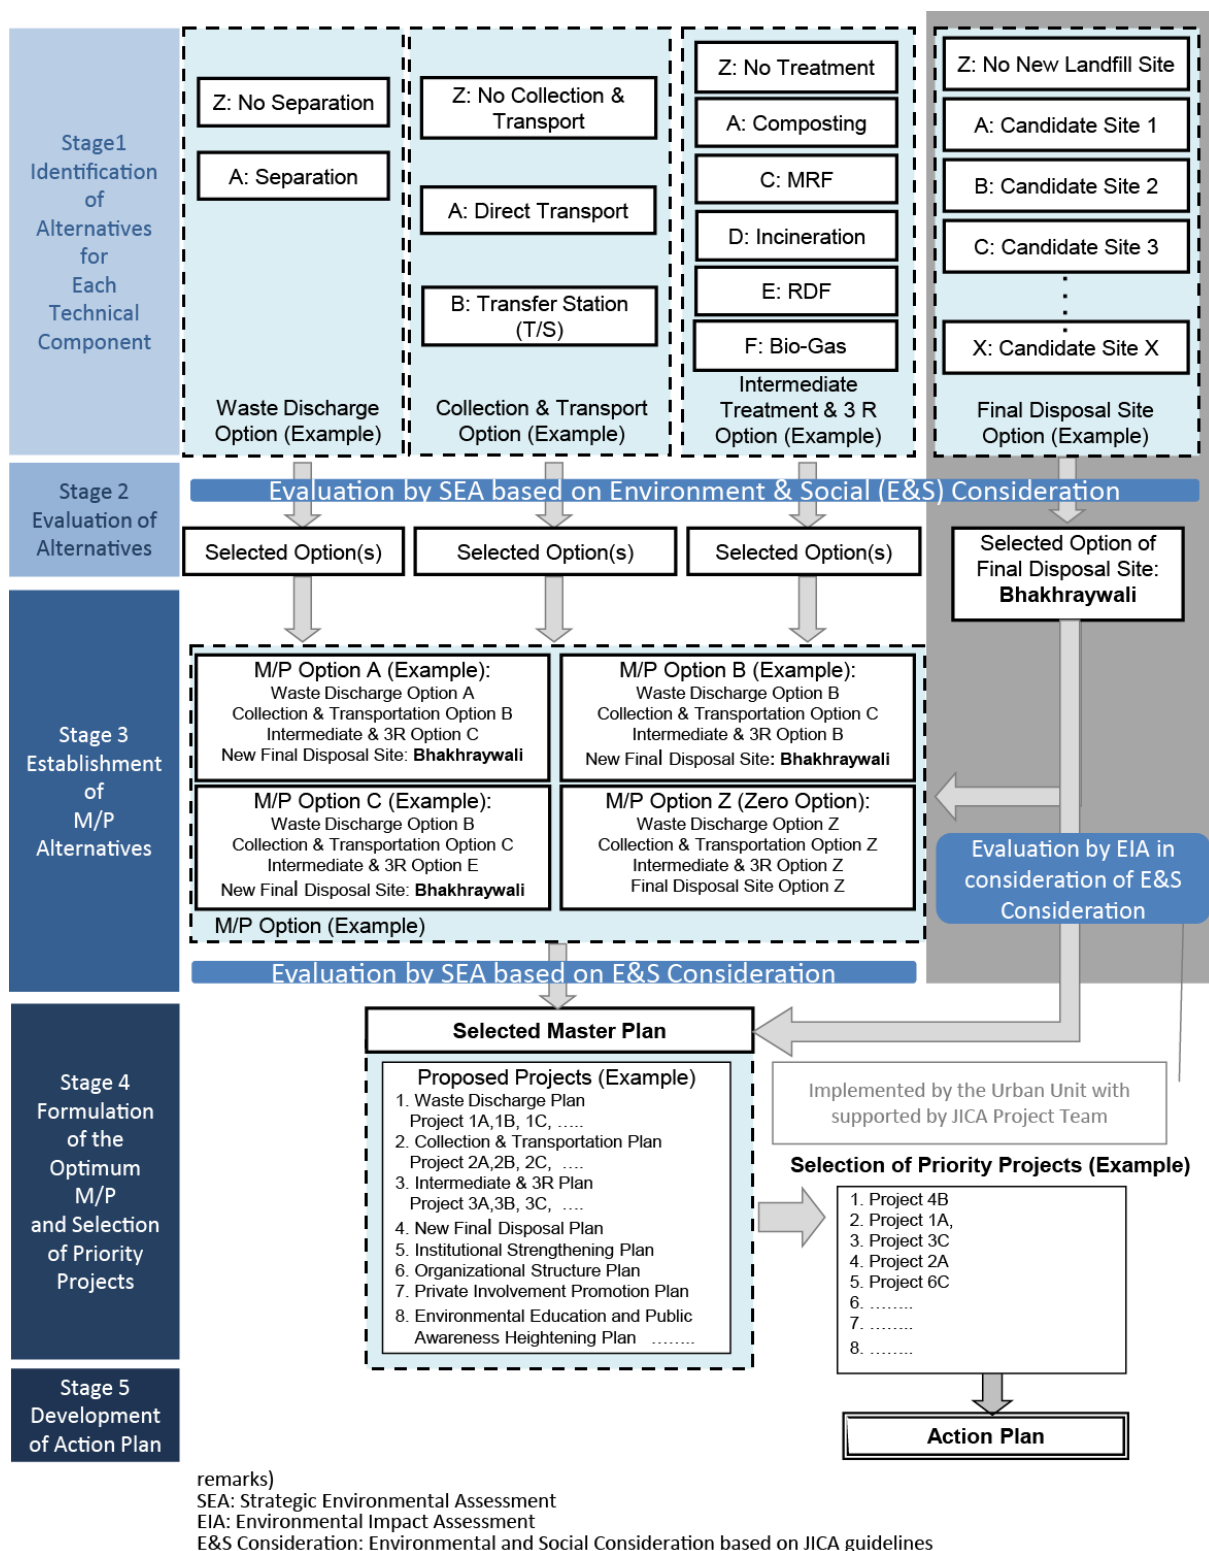 Stage1
Identification
of
Alternatives
for
Each
Technical
Component
Z: No Separation
A: Separation
Waste Discharge
Option (Example)
Z: No Collection &
Transport
A: Direct Transport
B: Transfer Station
(T/S)
Collection & Transport
Option (Example)
Z: No Treatment
A: Composting
C: MRF
D: Incineration
E: RDF
F: Bio-Gas
Intermediate
Treatment & 3 R
Option (Example)
Z: No New Landfill Site
A: Candidate Site 1
B: Candidate Site 2
C: Candidate Site 3
X: Candidate Site X
Final Disposal Site
Option (Example)
Stage 2
Evaluation of
Alternatives
Evaluation by SEA based on Environment & Social (E&S) Consideration
Selected Option(s)
Selected Option(s)
Selected Option(s)
Selected Option of
Final Disposal Site:
Bhakhraywali
Stage 3
Establishment
of
M/P
Alternatives
M/P Option A (Example):
Waste Discharge Option A
Collection & Transportation Option B
Intermediate & 3R Option C
New Final Disposal Site: Bhakhraywali
M/P Option B (Example):
Waste Discharge Option B
Collection & Transportation Option C
Intermediate & 3R Option B
New Final Disposal Site: Bhakhraywali
M/P Option C (Example):
Waste Discharge Option B
Collection & Transportation Option C
Intermediate & 3R Option E
New Final Disposal Site: Bhakhraywali
M/P Option Z (Zero Option):
Waste Discharge Option Z
Collection & Transportation Option Z
Intermediate & 3R Option Z
Final Disposal Site Option Z
M/P Option (Example)
Evaluation by EIA in
consideration of E&S
Consideration
Evaluation by SEA based on E&S Consideration
Stage 4
Formulation
of the
Optimum
M/P
and Selection
of Priority
Projects
Selected Master Plan
Proposed Projects (Example)
1. Waste Discharge Plan
Project 1A,1B, 1C, .....
2. Collection & Transportation Plan
Project 2A,2B, 2C, ....
3. Intermediate & 3R Plan
Project 3A,3B, 3C, ....
4. New Final Disposal Plan
5. Institutional Strengthening Plan
6. Organizational Structure Plan
7. Private Involvement Promotion Plan
8. Environmental Education and Public
Awareness Heightening Plan ........
Implemented by the Urban Unit with
supported by JICA Project Team
Selection of Priority Projects (Example)
1. Project 4B
2. Project 1A,
3. Project 3C
4. Project 2A
5. Project 6C
6. ........
7. ........
8. ........
Stage 5
Development
of Action Plan
Action Plan
remarks)
SEA: Strategic Environmental Assessment
EIA: Environmental Impact Assessment
E&S Consideration: Environmental and Social Consideration based on JICA guidelines